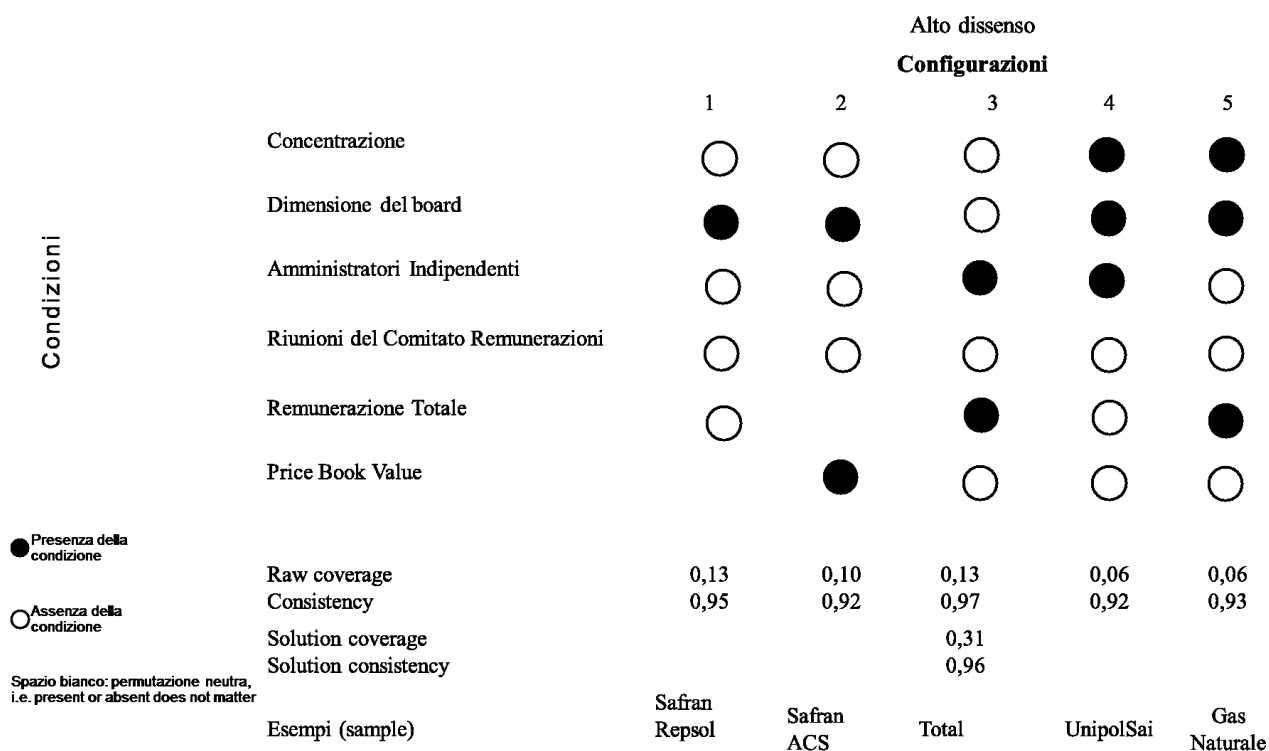 Alto dissenso
Configurazioni
1 2 3 4 5
Condizioni
Concentrazione
Dimensione del board
Amministratori Indipendenti
Riunioni del Comitato Remunerazioni
Remunerazione Totale
Price Book Value
Presenza della
condizione
Assenza della
condizione
Spazio bianco: permutazione neutra,
i.e. present or absent does not matter
Raw coverage 0,13 0,10 0,13 0,06 0,06
Consistency 0,95 0,92 0,97 0,92 0,93
Solution coverage 0,31
Solution consistency 0,96
Esempi (sample)
Safran
Repsol
Safran
ACS
Total
UnipolSai
Gas
Naturale